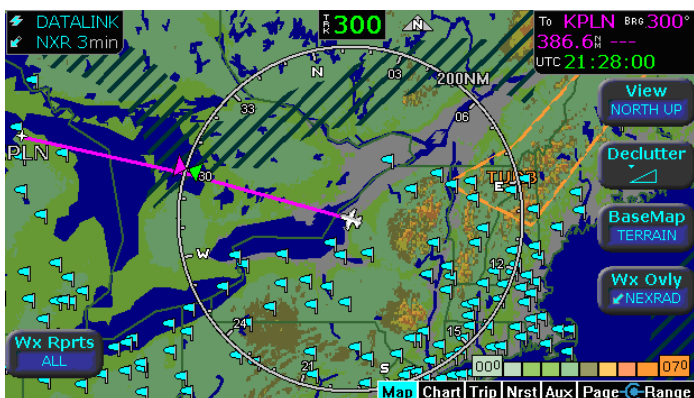 DATALINK
NXR 3min
TRK 300
N
To KPLN BRG 300°
386.6NM ---
UTC 21:28:00
200NM
N
03
33
06
View
NORTH UP
Declutter
PLN
30
E
BaseMap
TERRAIN
W
12
Wx Ovly
NEXRAD
24
15
Wx Rprts
ALL
21
S
00⁰
07⁰
Map Chart Trip Nrst Aux Page Range